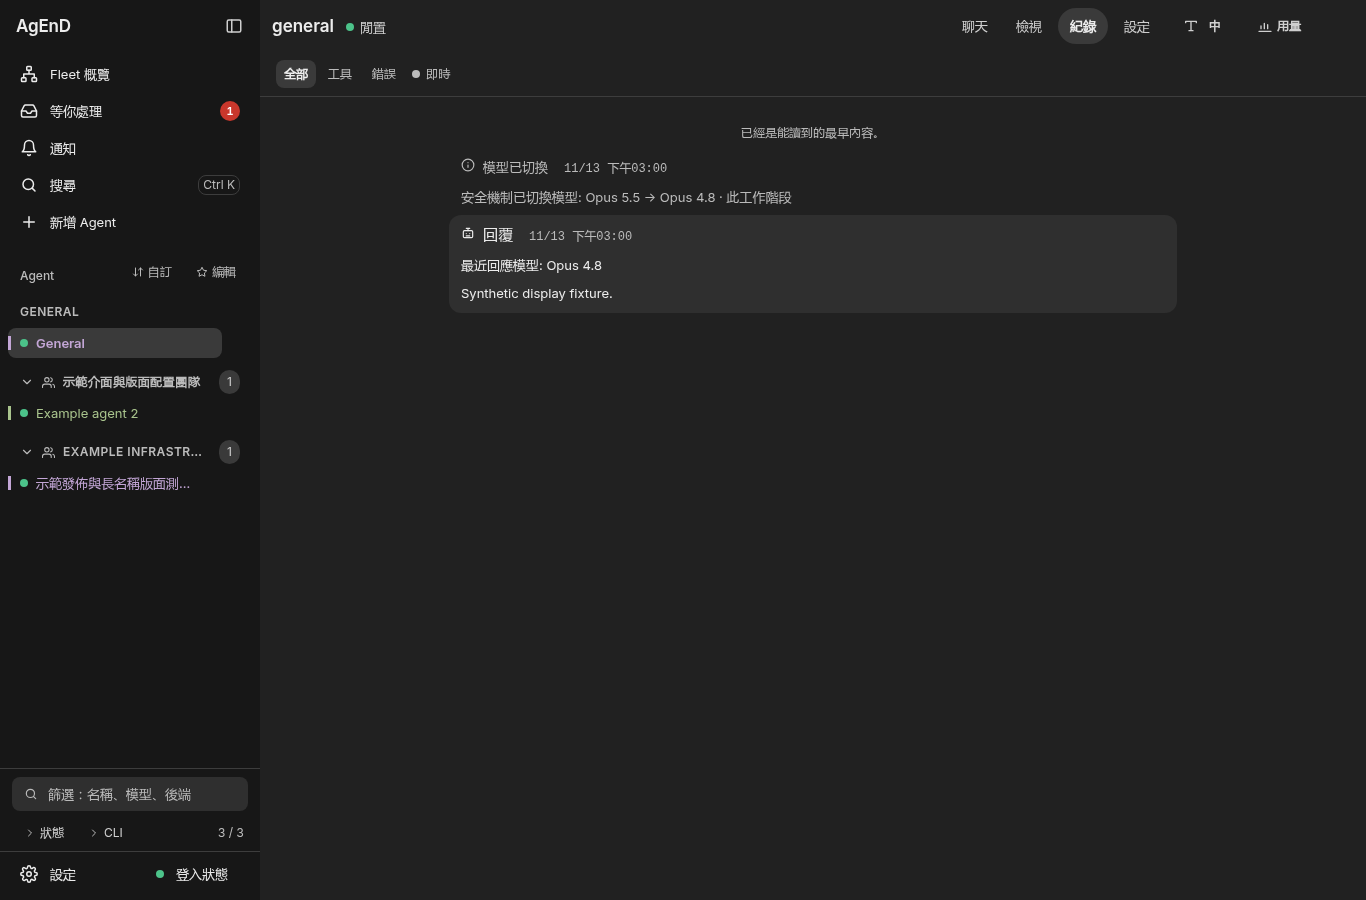 AgEnD
Fleet 概覽
等你處理 1
通知
搜尋 Ctrl K
新增 Agent
Agent 自訂 編輯
GENERAL
General
示範介面與版面配置團隊 1
Example agent 2
EXAMPLE INFRASTR... 1
示範發佈與長名稱版面測...
篩選：名稱、模型、後端
狀態 CLI 3 / 3
設定 登入狀態
general 閒置 聊天 檢視 紀錄 設定 T 中 用量
全部 工具 錯誤 即時
已經是能讀到的最早內容。
模型已切換 11/13 下午03:00
安全機制已切換模型: Opus 5.5 → Opus 4.8 · 此工作階段
回覆 11/13 下午03:00
最近回應模型: Opus 4.8
Synthetic display fixture.